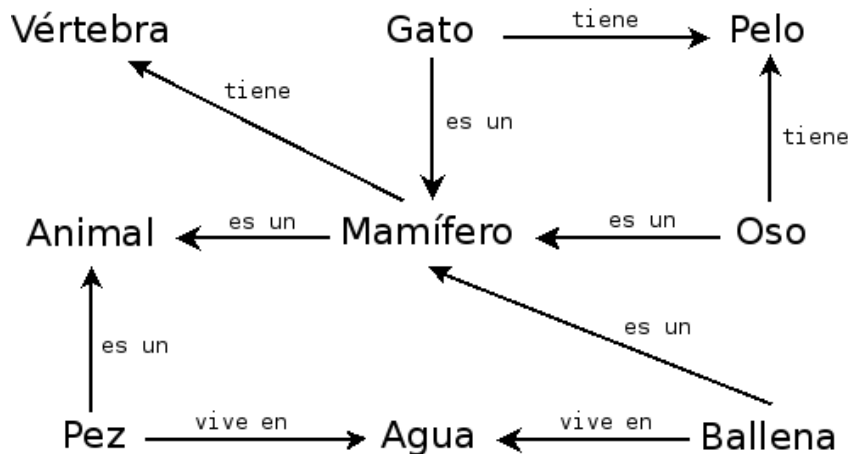 Vértebra
Gato
tiene
Pelo
tiene
es un
tiene
Animal
es un
Mamífero
es un
Oso
es un
es un
Pez
vive en
Agua
vive en
Ballena